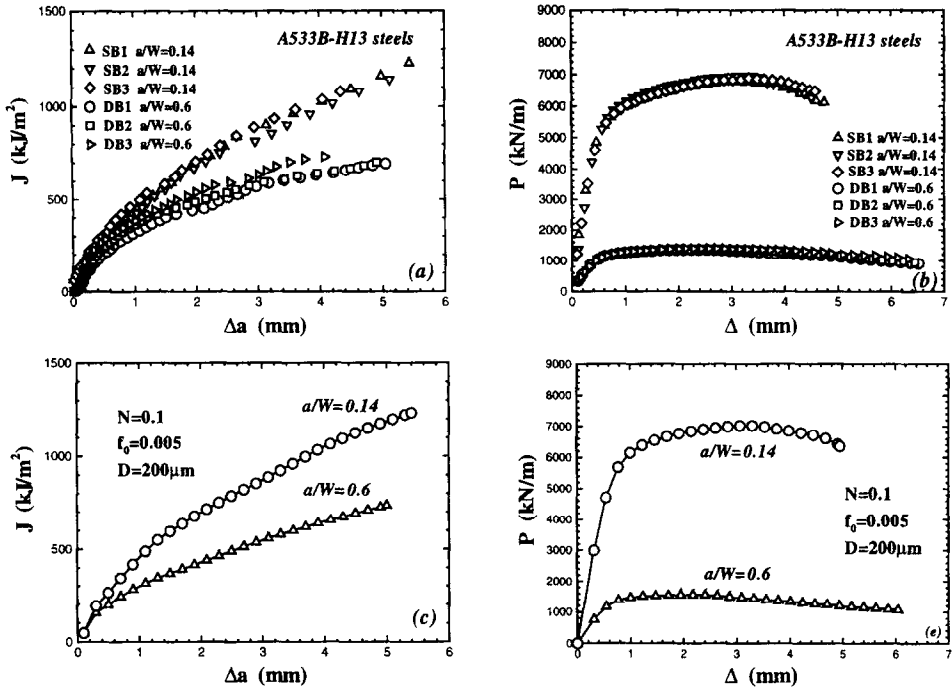 1500
1000
500
0
J (kJ/m²)
A533B-H13 steels
△ SB1 a/W=0.14
▽ SB2 a/W=0.14
◇ SB3 a/W=0.14
○ DB1 a/W=0.6
□ DB2 a/W=0.6
▷ DB3 a/W=0.6
(a)
0 1 2 3 4 5 6
Δa (mm)
9000
8000
7000
6000
5000
4000
3000
2000
1000
0
P (kN/m)
A533B-H13 steels
△ SB1 a/W=0.14
▽ SB2 a/W=0.14
◇ SB3 a/W=0.14
○ DB1 a/W=0.6
□ DB2 a/W=0.6
▷ DB3 a/W=0.6
(b)
0 1 2 3 4 5 6 7
Δ (mm)
1500
1000
500
0
J (kJ/m²)
N=0.1
f₀=0.005
D=200μm
a/W=0.14
a/W=0.6
(c)
0 1 2 3 4 5 6
Δa (mm)
9000
8000
7000
6000
5000
4000
3000
2000
1000
0
P (kN/m)
a/W=0.14
N=0.1
f₀=0.005
D=200μm
a/W=0.6
(e)
0 1 2 3 4 5 6 7
Δ (mm)